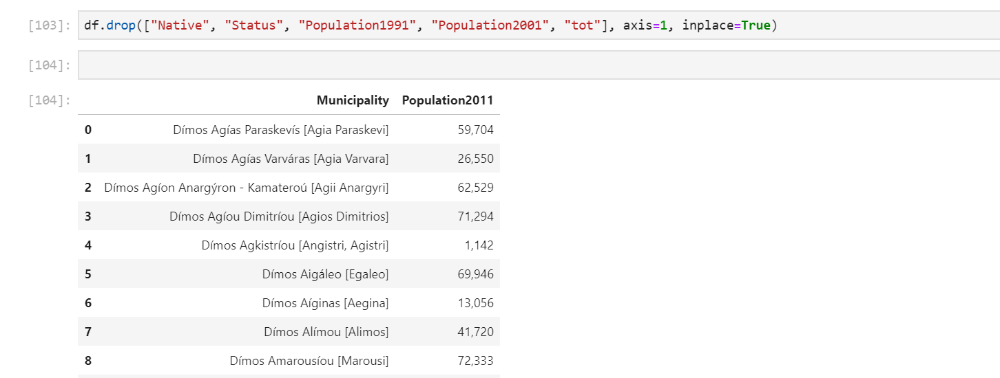 [103]: df.drop(["Native", "Status", "Population1991", "Population2001", "tot"], axis=1, inplace=True)
[104]:
[104]: Municipality Population2011
0 Dímos Agías Paraskevís [Agia Paraskevi] 59,704
1 Dímos Agías Varváras [Agia Varvara] 26,550
2 Dímos Agíon Anargýron - Kamateroú [Agii Anargyri] 62,529
3 Dímos Agíou Dimitríou [Agios Dimitrios] 71,294
4 Dímos Agkistríou [Angistri, Agistri] 1,142
5 Dímos Aigáleo [Egaleo] 69,946
6 Dímos Aíginas [Aegina] 13,056
7 Dímos Alímou [Alimos] 41,720
8 Dímos Amarousíou [Marousi] 72,333